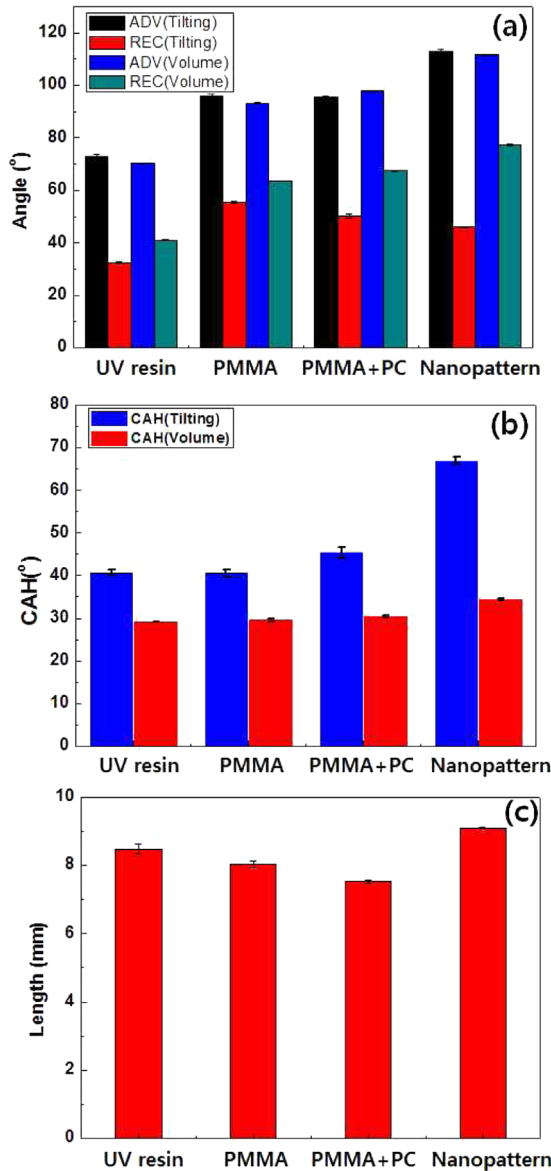 (a)
ADV(Tilting)
REC(Tilting)
ADV(Volume)
REC(Volume)
120
100
80
60
40
20
0
Angle (°)
UV resin PMMA PMMA+PC Nanopattern
(b)
CAH(Tilting)
CAH(Volume)
80
70
60
50
40
30
20
10
0
CAH(°)
UV resin PMMA PMMA+PC Nanopattern
(c)
10
8
6
4
2
0
Length (mm)
UV resin PMMA PMMA+PC Nanopattern